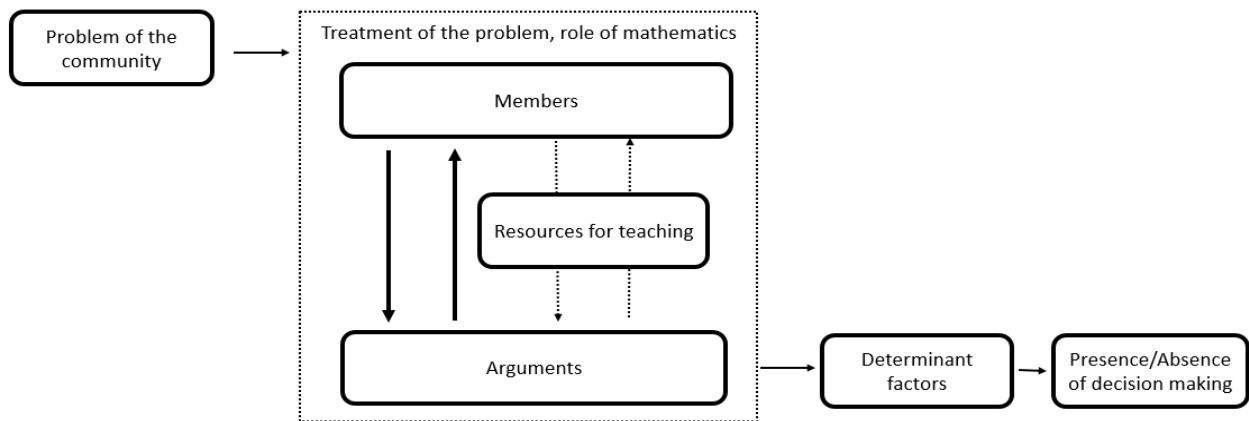 Problem of the
community
Treatment of the problem, role of mathematics
Members
Resources for teaching
Arguments
Determinant
factors
Presence/Absence
of decision making